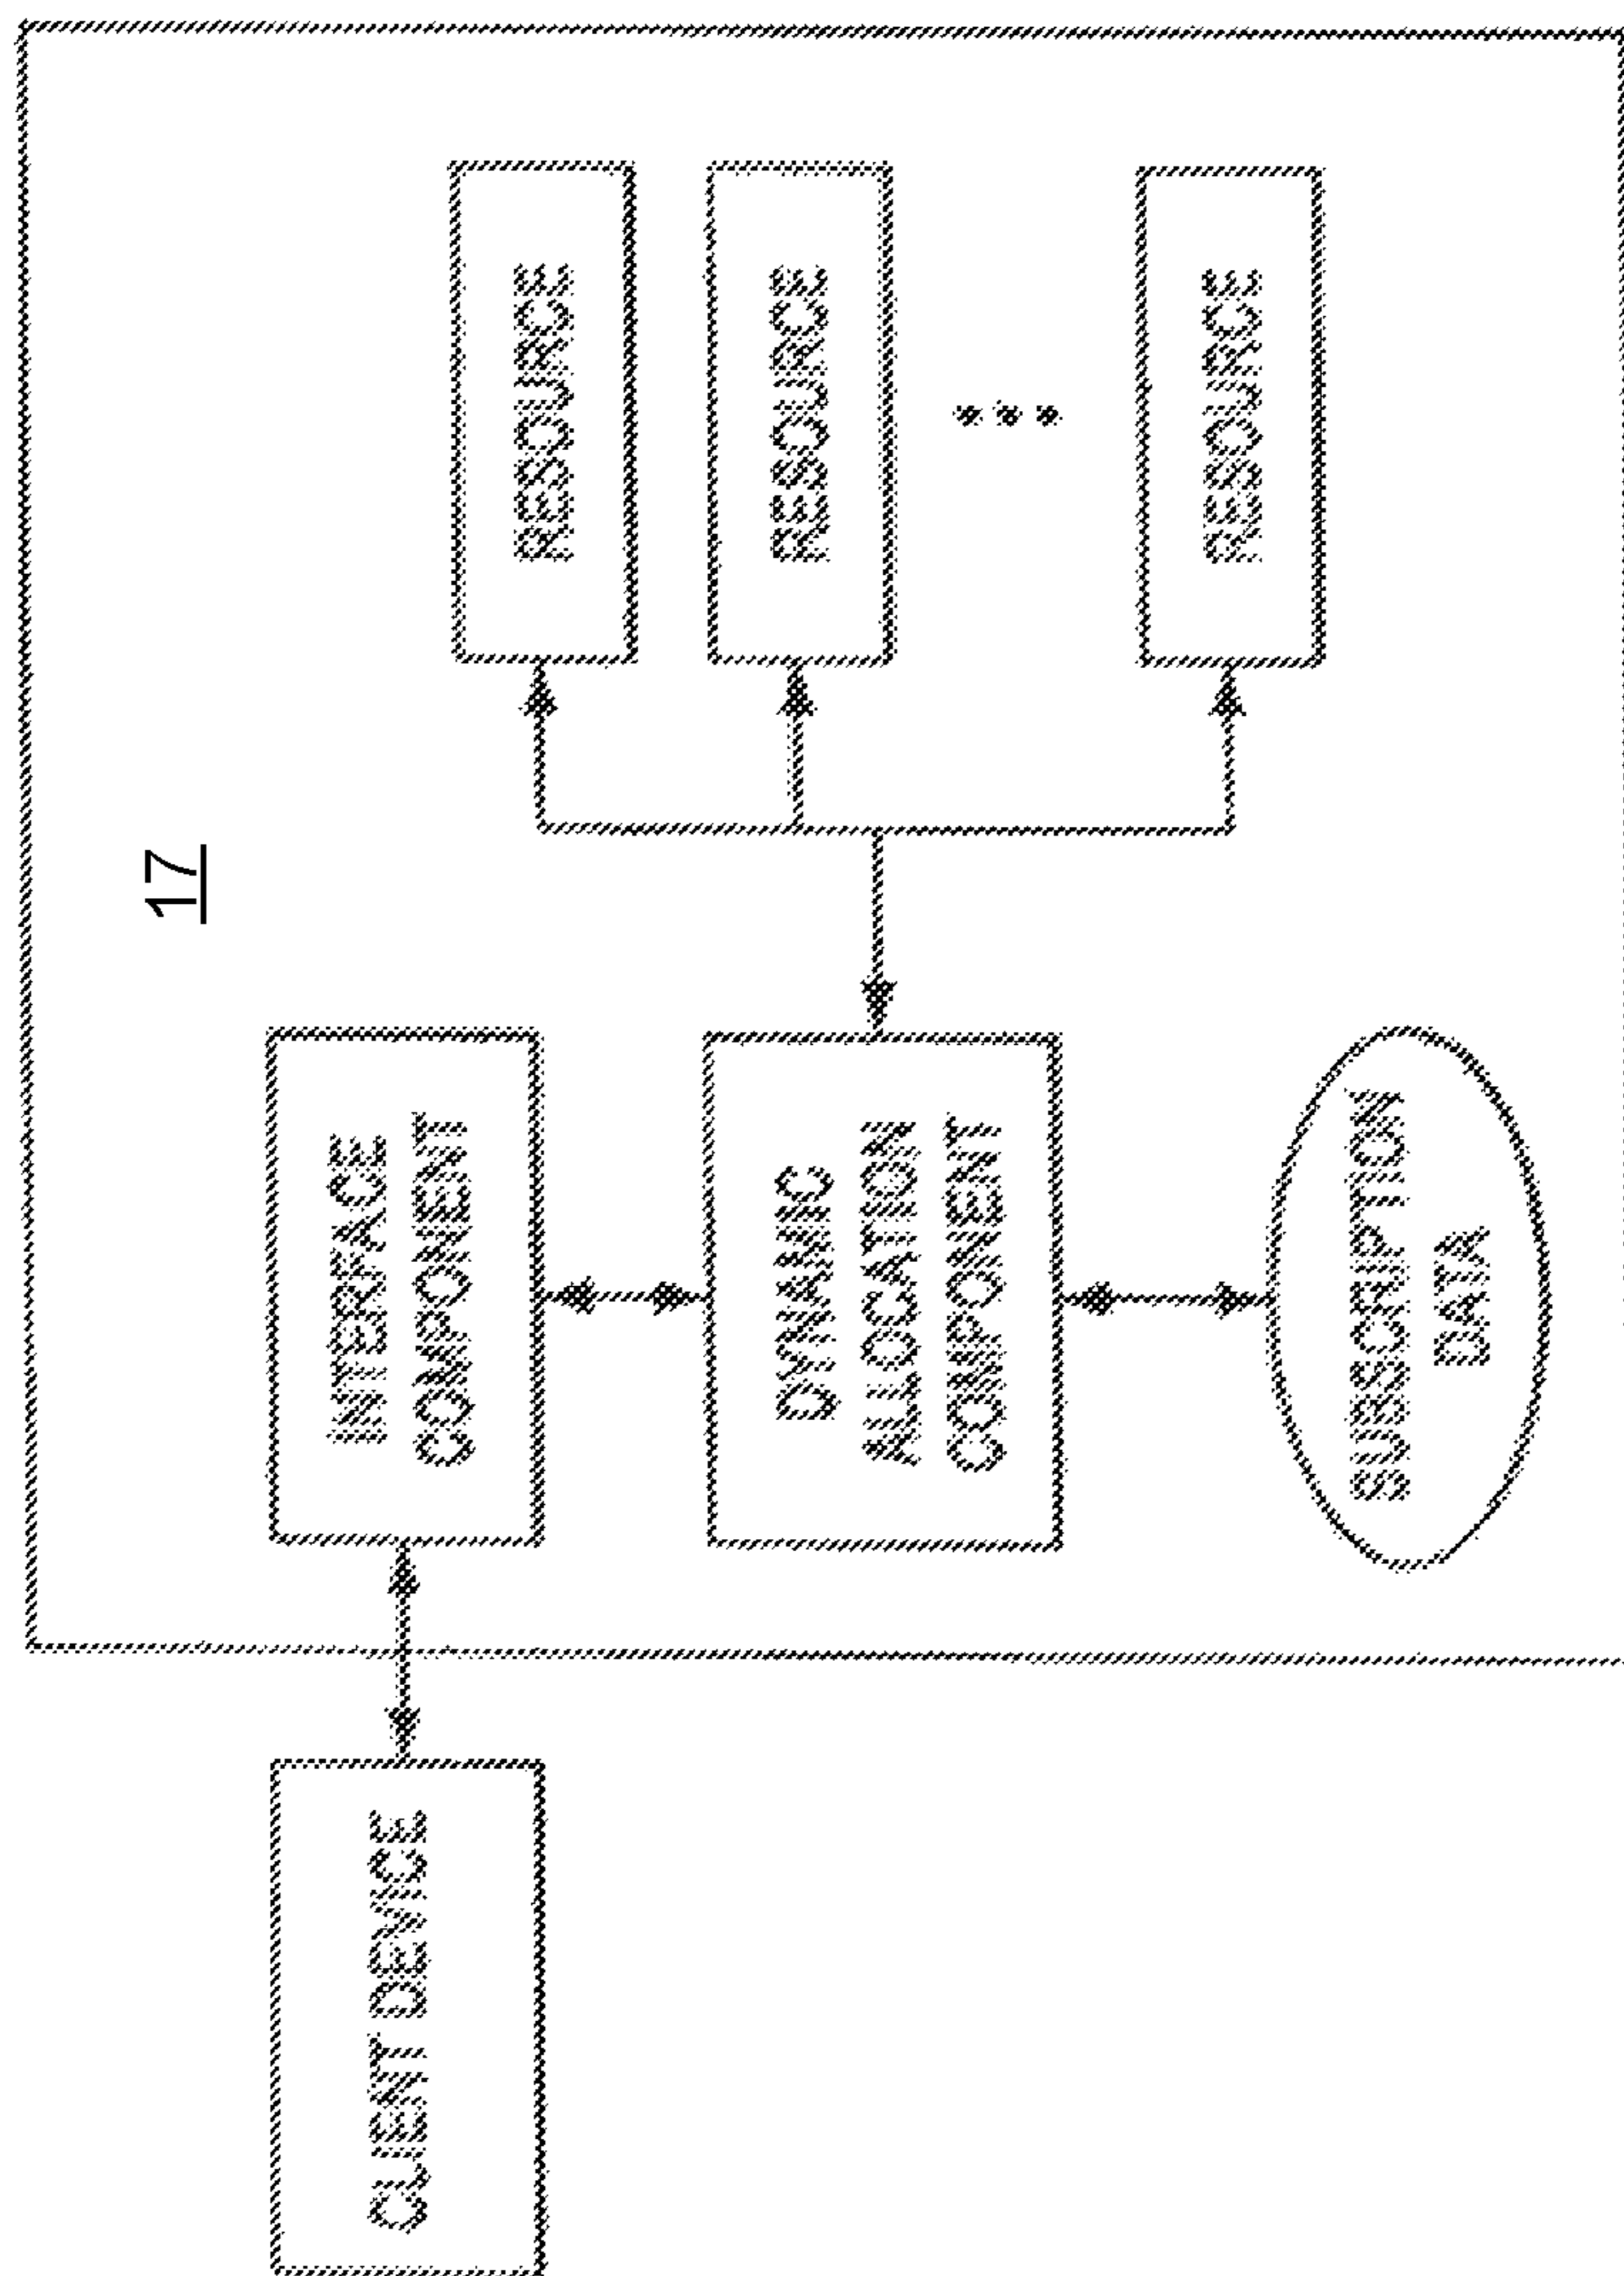 17
CLIENT DEVICE
INTERFACE
COMPONENT
DYNAMIC
ALLOCATION
COMPONENT
SUBSCRIPTION
DATA
RESOURCE
RESOURCE
RESOURCE